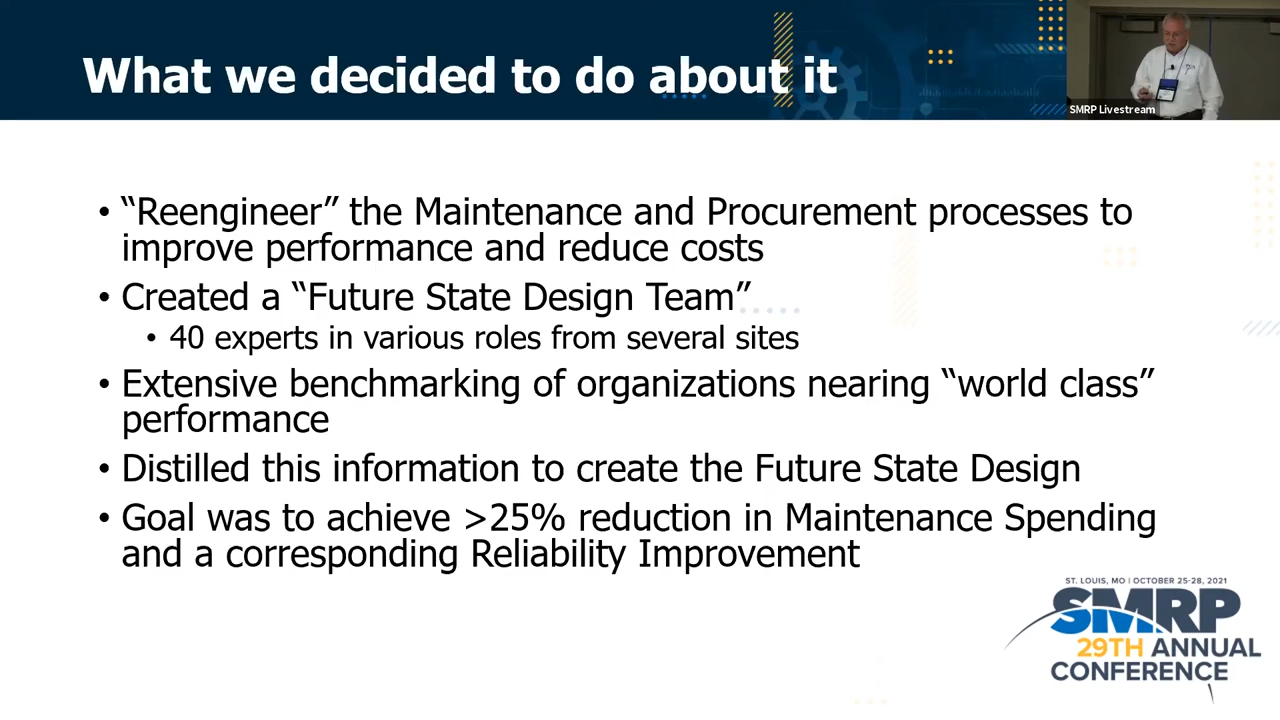 What we decided to do about it
SMRP Livestream
• “Reengineer” the Maintenance and Procurement processes to
improve performance and reduce costs
• Created a “Future State Design Team”
• 40 experts in various roles from several sites
• Extensive benchmarking of organizations nearing “world class”
performance
• Distilled this information to create the Future State Design
• Goal was to achieve >25% reduction in Maintenance Spending
and a corresponding Reliability Improvement
ST. LOUIS, MO | OCTOBER 25-28, 2021
SMRP
29TH ANNUAL
CONFERENCE